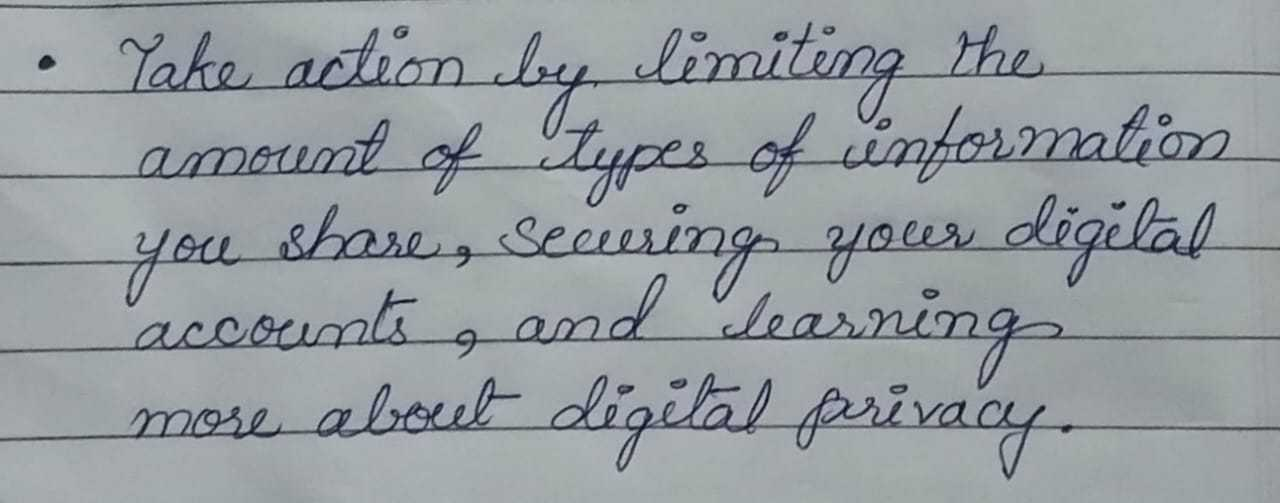 • Take action by limiting the
amount of types of information
you share, securing your digital
accounts, and learning
more about digital privacy.